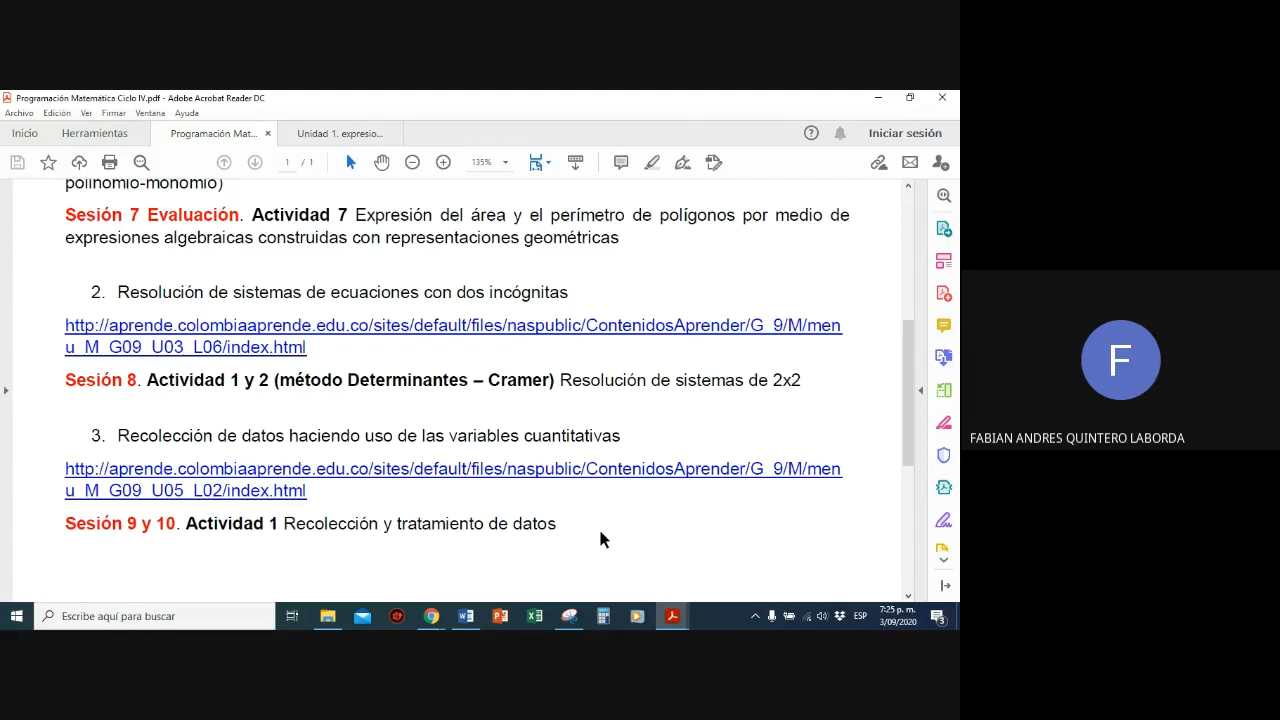 Programación Matemática Ciclo IV.pdf - Adobe Acrobat Reader DC
Archivo Edición Ver Firmar Ventana Ayuda
Inicio Herramientas Programación Mat... × Unidad 1. expresio... Iniciar sesión
1 / 1 135%
polinomio-monomio)
Sesión 7 Evaluación. Actividad 7 Expresión del área y el perímetro de polígonos por medio de
expresiones algebraicas construidas con representaciones geométricas
2. Resolución de sistemas de ecuaciones con dos incógnitas
http://aprende.colombiaaprende.edu.co/sites/default/files/naspublic/ContenidosAprender/G_9/M/men
u_M_G09_U03_L06/index.html
Sesión 8. Actividad 1 y 2 (método Determinantes – Cramer) Resolución de sistemas de 2x2
3. Recolección de datos haciendo uso de las variables cuantitativas
http://aprende.colombiaaprende.edu.co/sites/default/files/naspublic/ContenidosAprender/G_9/M/men
u_M_G09_U05_L02/index.html
Sesión 9 y 10. Actividad 1 Recolección y tratamiento de datos
F
FABIAN ANDRES QUINTERO LABORDA
Escribe aquí para buscar
ESP
7:25 p. m.
3/09/2020
3